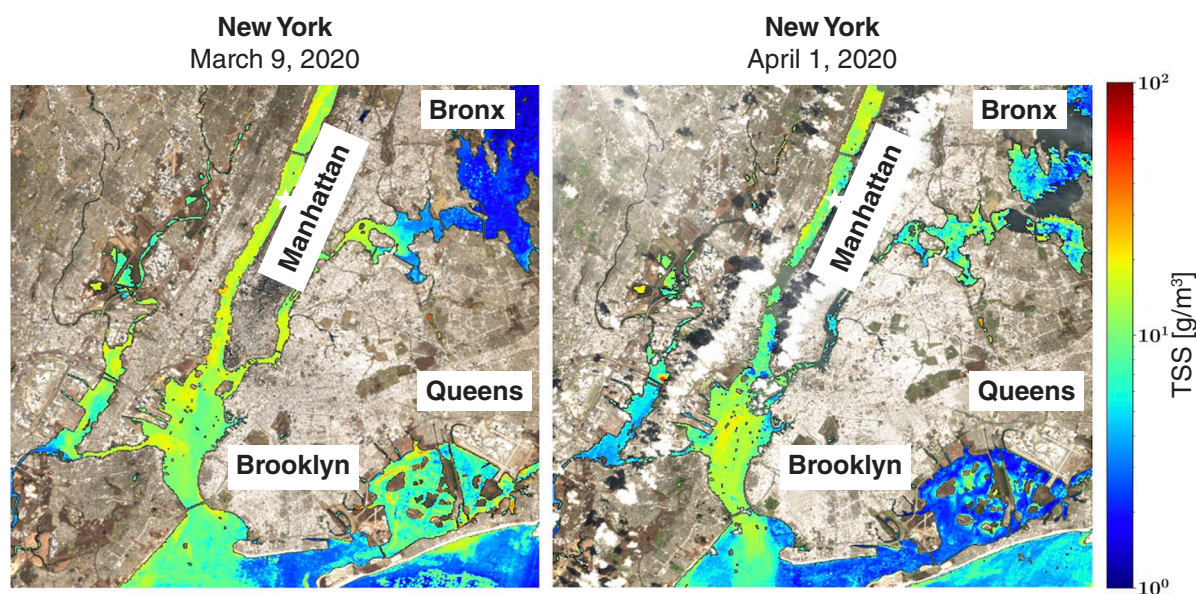 New York
March 9, 2020
New York
April 1, 2020
Bronx
Manhattan
Queens
Brooklyn
Bronx
Manhattan
Queens
Brooklyn
10²
10¹
10⁰
TSS [g/m³]